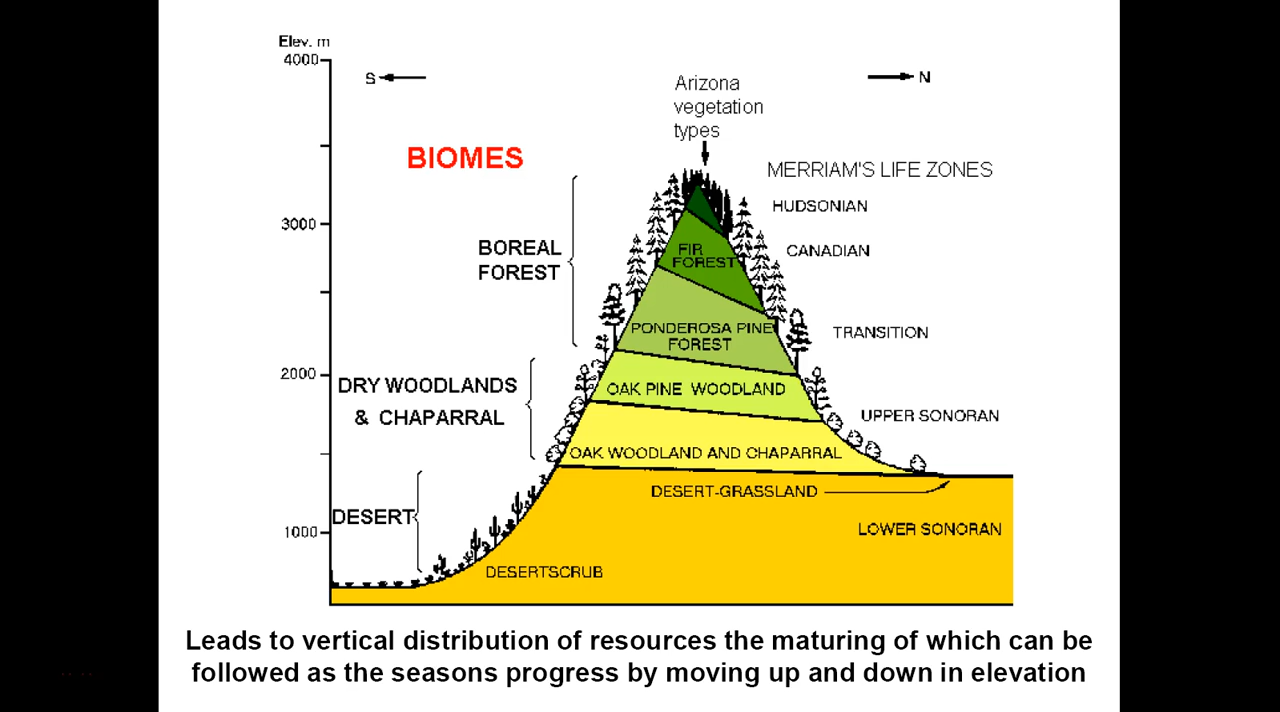 Elev. m
4000
S
N
Arizona
vegetation
types
BIOMES
MERRIAM'S LIFE ZONES
HUDSONIAN
3000
BOREAL
FOREST
FIR
FOREST
CANADIAN
PONDEROSA PINE
FOREST
TRANSITION
2000
DRY WOODLANDS
& CHAPARRAL
OAK PINE WOODLAND
UPPER SONORAN
OAK WOODLAND AND CHAPARRAL
DESERT-GRASSLAND
DESERT
1000
LOWER SONORAN
DESERTSCRUB
Leads to vertical distribution of resources the maturing of which can be
followed as the seasons progress by moving up and down in elevation